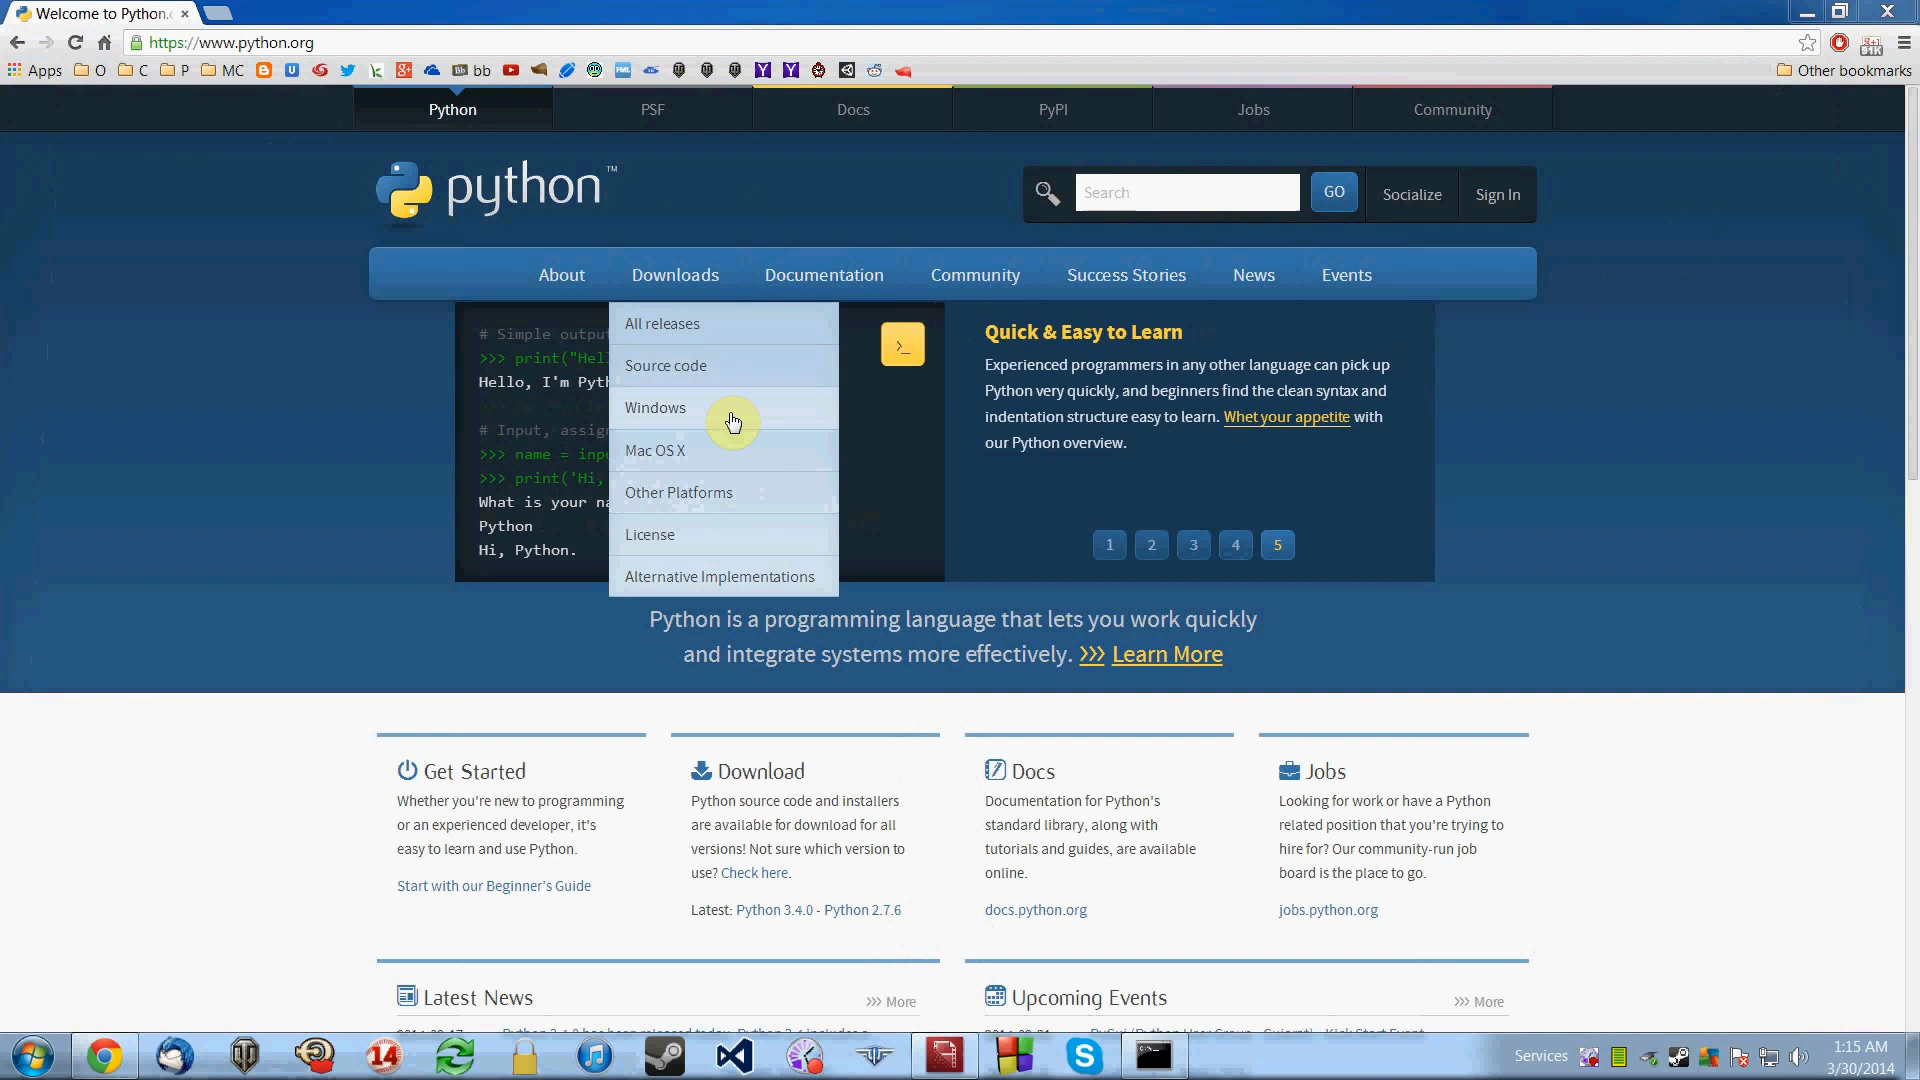 Welcome to Python.
https://www.python.org
Apps O C P MC bb Other bookmarks
Python PSF Docs PyPI Jobs Community
python™
Search GO Socialize Sign In
About Downloads Documentation Community Success Stories News Events
# Simple outpu
>>> print("Hel
Hello, I'm Pyth
# Input, assig
>>> name = inpu
>>> print('Hi,
What is your na
Python
Hi, Python.
All releases
Source code
Windows
Mac OS X
Other Platforms
License
Alternative Implementations
>_
Quick & Easy to Learn
Experienced programmers in any other language can pick up
Python very quickly, and beginners find the clean syntax and
indentation structure easy to learn. Whet your appetite with
our Python overview.
1 2 3 4 5
Python is a programming language that lets you work quickly
and integrate systems more effectively. >>> Learn More
Get Started
Whether you're new to programming
or an experienced developer, it's
easy to learn and use Python.
Start with our Beginner's Guide
Download
Python source code and installers
are available for download for all
versions! Not sure which version to
use? Check here.
Latest: Python 3.4.0 - Python 2.7.6
Docs
Documentation for Python's
standard library, along with
tutorials and guides, are available
online.
docs.python.org
Jobs
Looking for work or have a Python
related position that you're trying to
hire for? Our community-run job
board is the place to go.
jobs.python.org
Latest News >>> More
Upcoming Events >>> More
14
Services
1:15 AM
3/30/2014